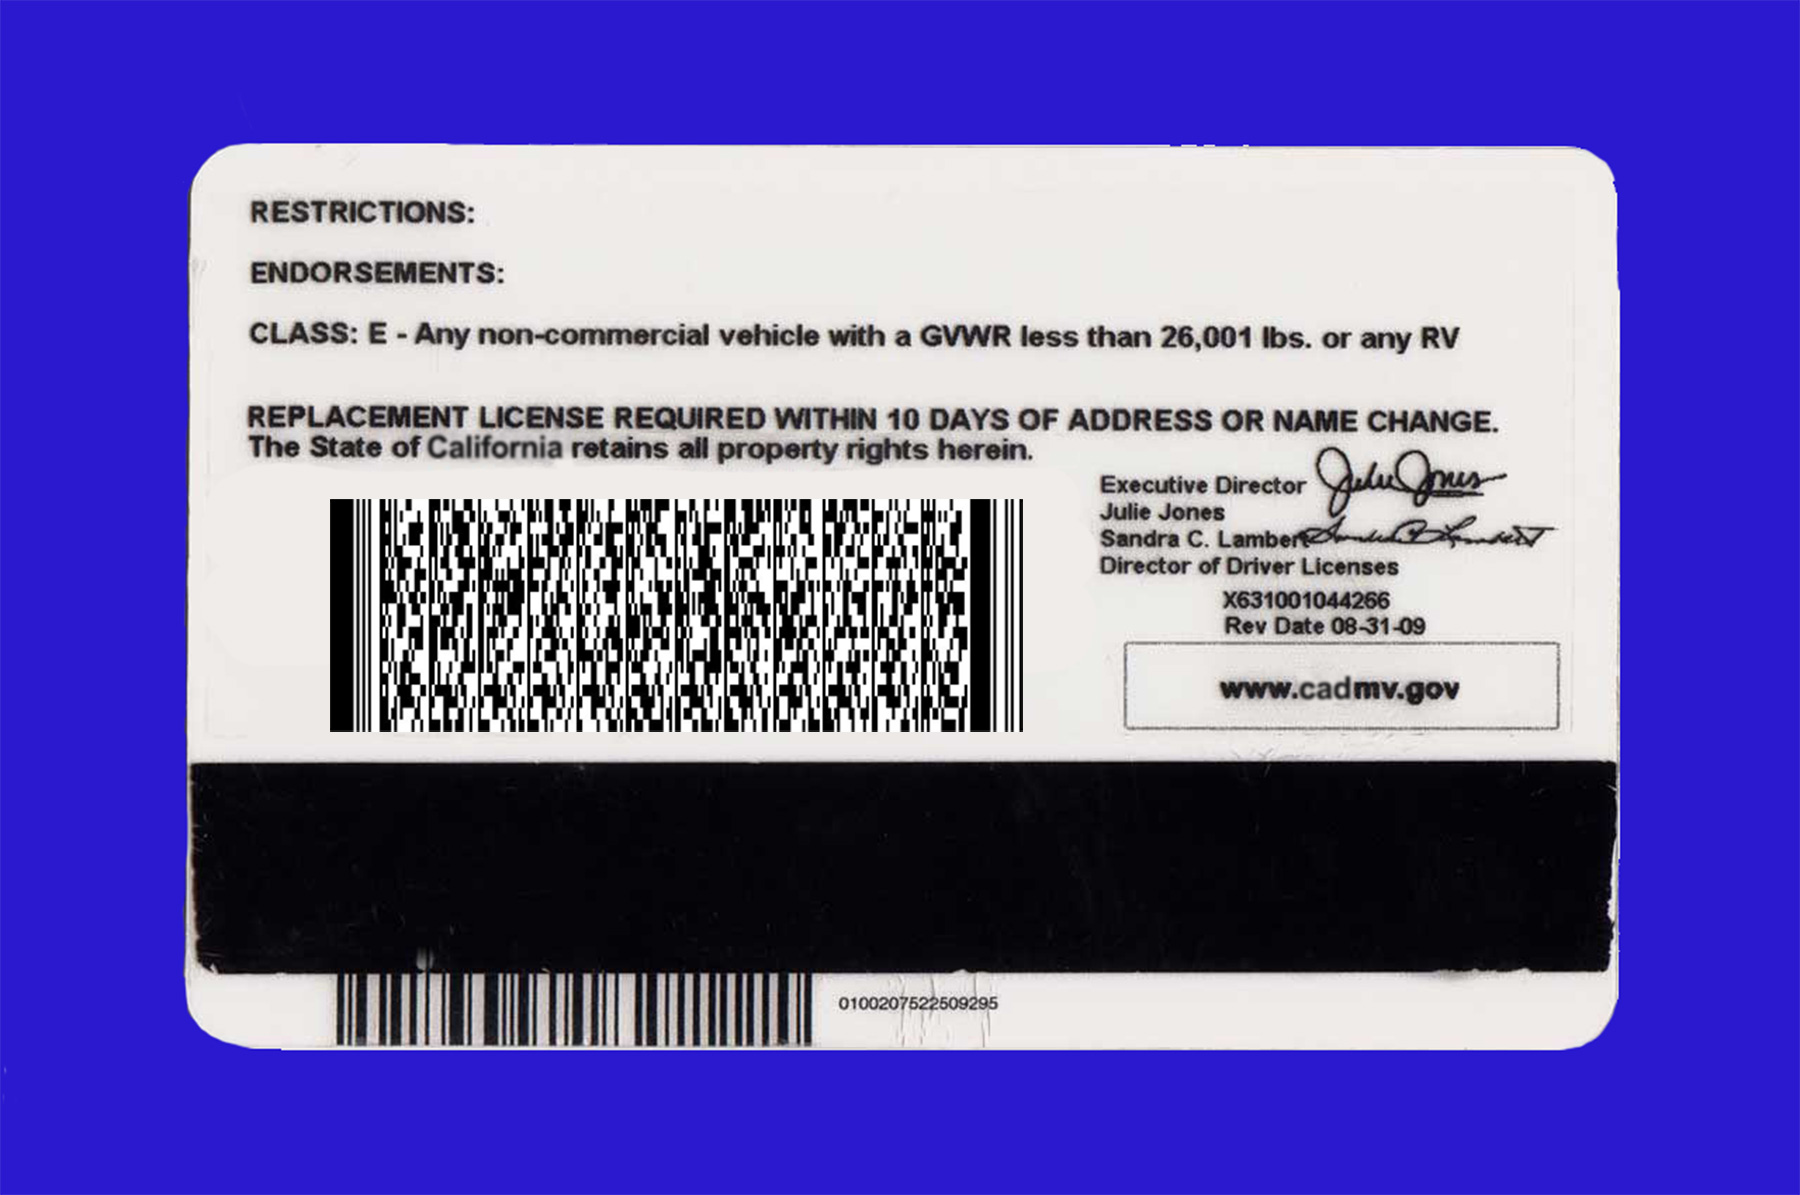 RESTRICTIONS:
ENDORSEMENTS:
CLASS: E - Any non-commercial vehicle with a GVWR less than 26,001 lbs. or any RV
REPLACEMENT LICENSE REQUIRED WITHIN 10 DAYS OF ADDRESS OR NAME CHANGE.
The State of California retains all property rights herein.
Executive Director Julie Jones
Julie Jones
Sandra C. Lambert Sandra C Lambert
Director of Driver Licenses
X631001044266
Rev Date 08-31-09
www.cadmv.gov
0100207522509295